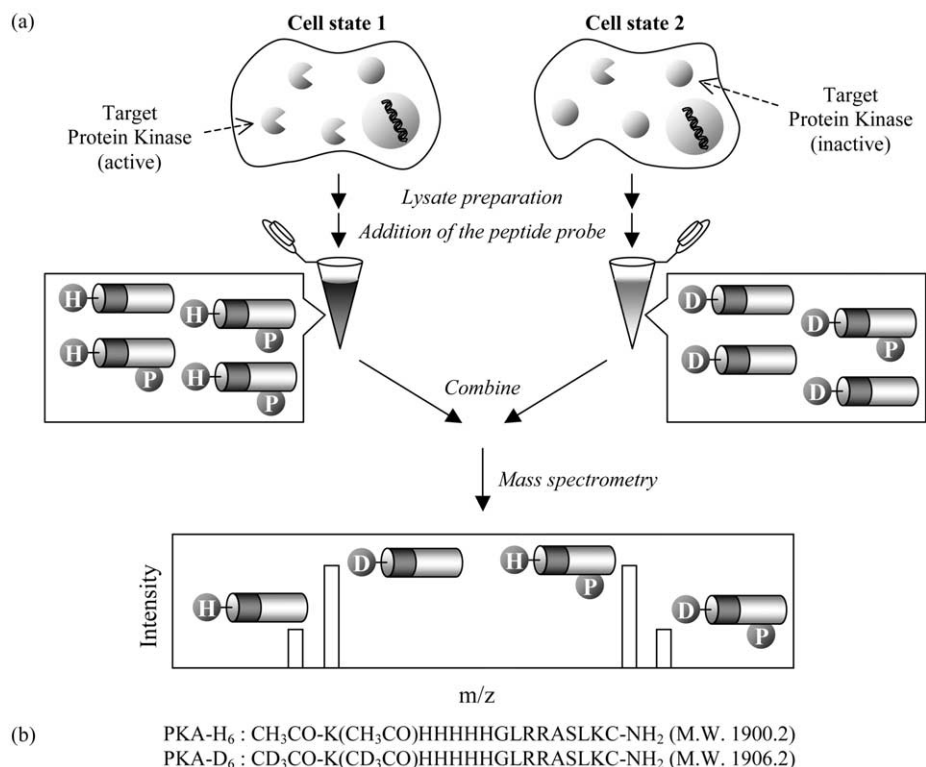 (a)
Cell state 1
Cell state 2
Target
Protein Kinase
(active)
Target
Protein Kinase
(inactive)
Lysate preparation
Addition of the peptide probe
H
H
P
H
P
H
P
D
D
P
D
D
Combine
Mass spectrometry
Intensity
H
D
H
P
D
P
m/z
(b)
PKA-H₆ : CH₃CO-K(CH₃CO)HHHHHGLRRASLKC-NH₂ (M.W. 1900.2)
PKA-D₆ : CD₃CO-K(CD₃CO)HHHHHGLRRASLKC-NH₂ (M.W. 1906.2)